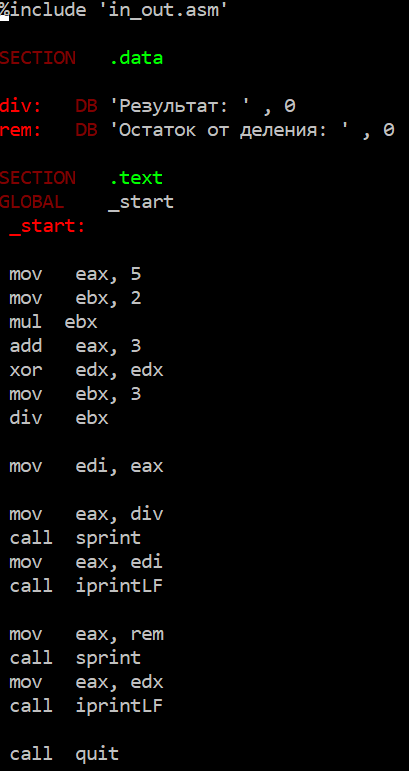 %include 'in_out.asm'
SECTION .data
div: DB 'Результат: ' , 0
rem: DB 'Остаток от деления: ' , 0
SECTION .text
GLOBAL _start
_start:
mov eax, 5
mov ebx, 2
mul ebx
add eax, 3
xor edx, edx
mov ebx, 3
div ebx
mov edi, eax
mov eax, div
call sprint
mov eax, edi
call iprintLF
mov eax, rem
call sprint
mov eax, edx
call iprintLF
call quit